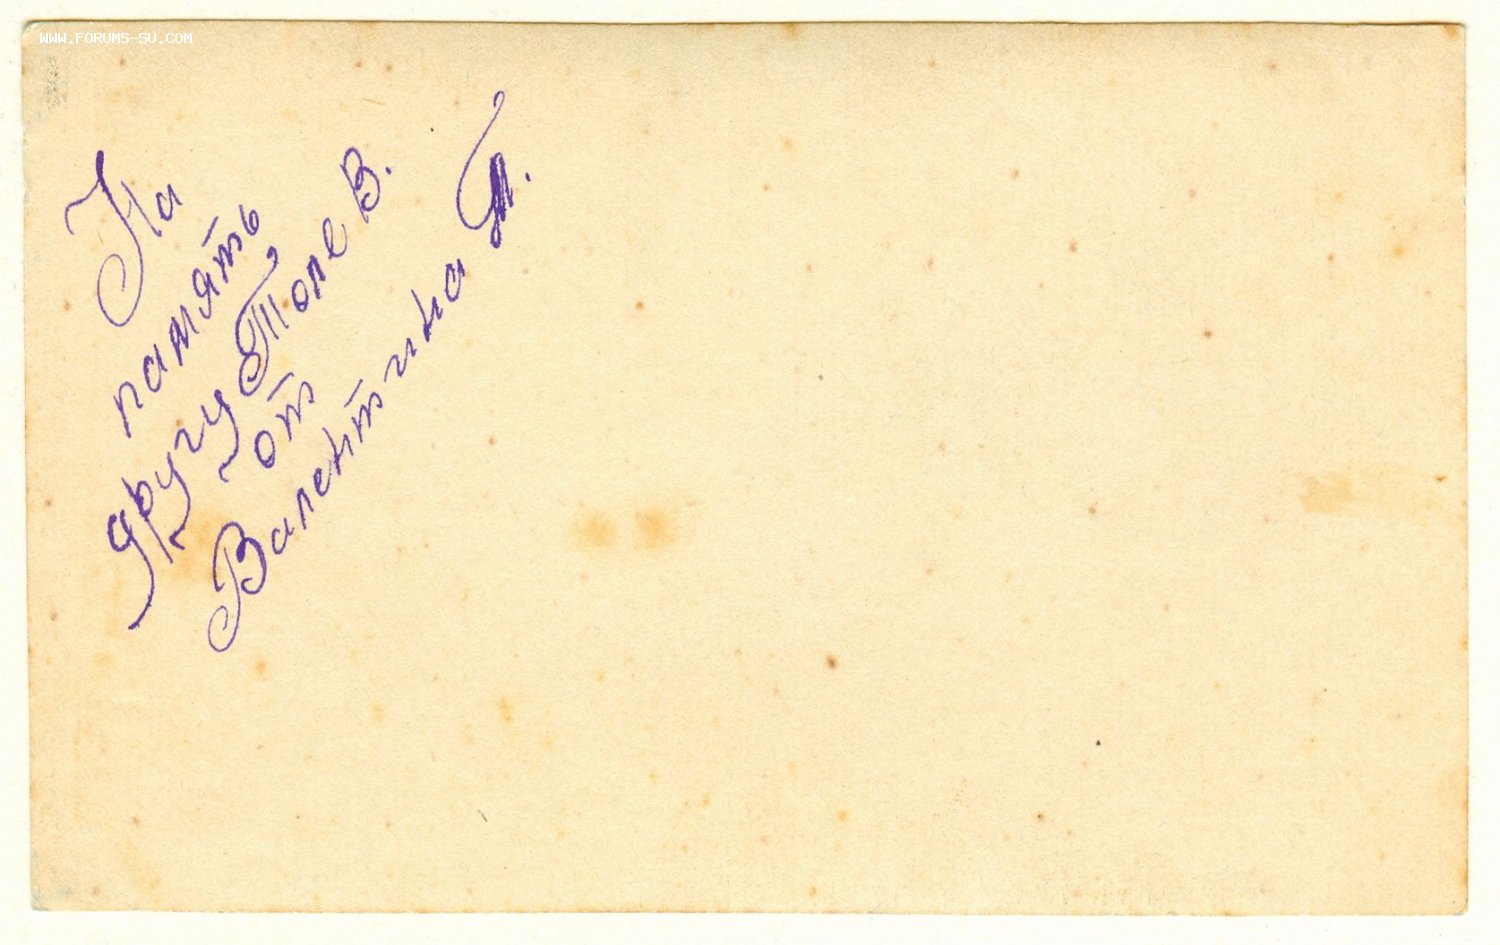 WWW.FORUMS-SU.COM
На
память
другу Толе В.
от
Валентина